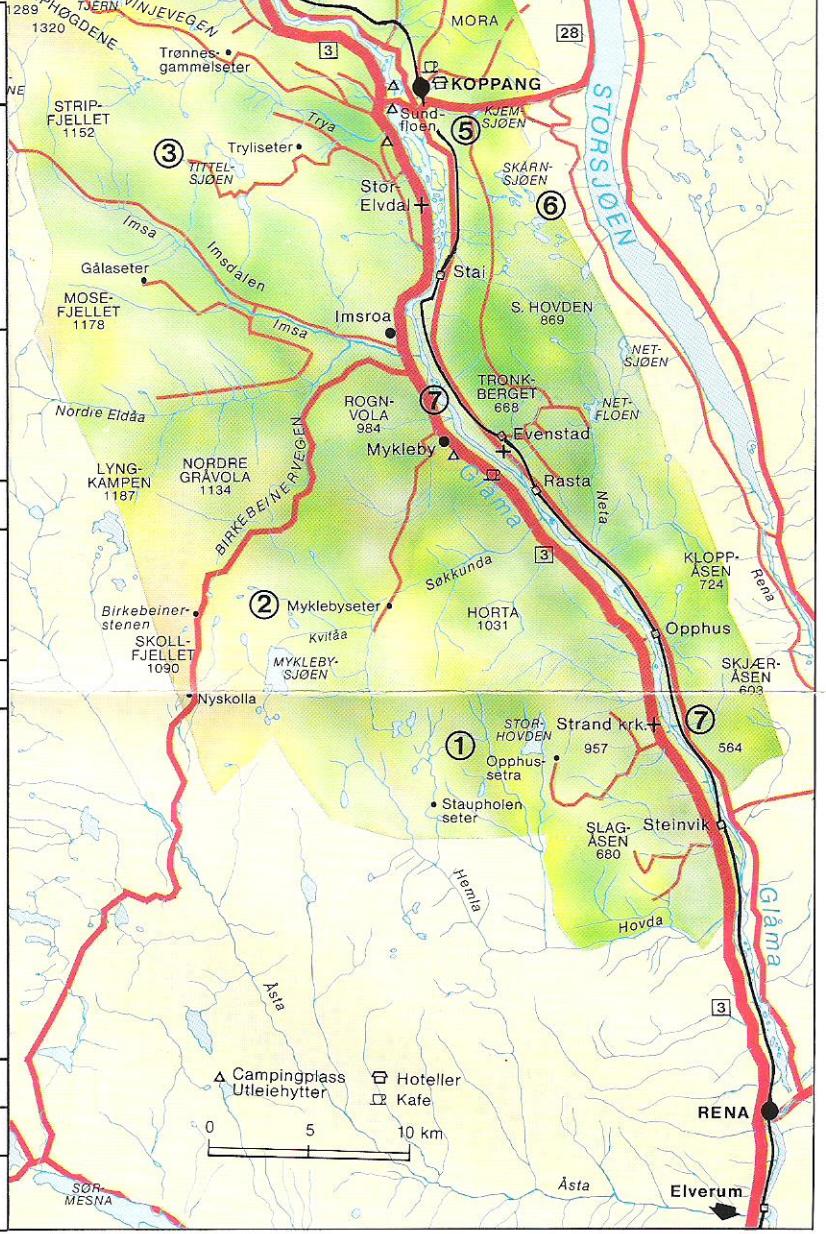 1289
TJERN
VINJEVEGEN
PHØGDENE
1320
MORA
28
3
Trønnes-
gammelseter
KOPPANG
NE
STRIP-
FJELLET
1152
Trya
Sund-
floen
5
KJEM-
SJØEN
STORSJØEN
3
Tryliseter
TITTEL-
SJØEN
SKARN-
SJØEN
Stor-
Elvdal
6
Imsa
Imsdalen
Gålaseter
Stai
MOSE-
FJELLET
1178
S. HOVDEN
869
Imsroa
Imsa
NET-
SJØEN
ROGN-
VOLA
984
7
TRONK-
BERGET
668
NET-
FLOEN
Nordre Eldåa
Evenstad
Mykleby
LYNG-
KAMPEN
1187
NORDRE
GRÅVOLA
1134
BIRKEBEINERVEIEN
Glåma
Rasta
Neta
3
KLOPP-
ÅSEN
724
Rena
Søkkunda
2
Myklebyseter
HORTA
1031
Birkebeiner-
stenen
Kvitåa
Opphus
SKOLL-
FJELLET
1090
MYKLEBY-
SJØEN
SKJÆR-
ÅSEN
603
Nyskolla
STOR-
HOVDEN
Strand krk.
7
1
957
564
Opphus-
setra
Staupholen
seter
SLAG-
ÅSEN
680
Steinvik
Hemla
Hovda
Glåma
Åsta
3
Campingplass
Utleiehytter
Hoteller
Kafe
RENA
0 5 10 km
SØR-
MESNA
Åsta
Elverum